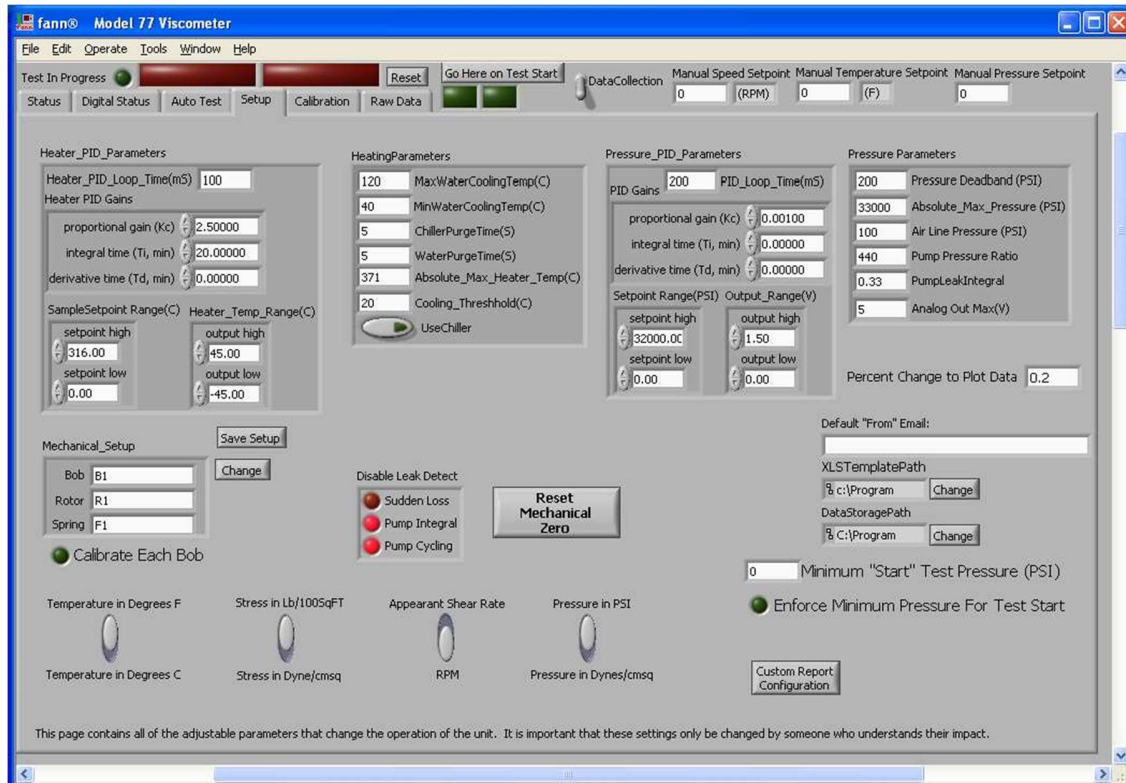 fann® Model 77 Viscometer
File Edit Operate Tools Window Help
Test In Progress Reset Go Here on Test Start DataCollection Manual Speed Setpoint Manual Temperature Setpoint Manual Pressure Setpoint
0 (RPM) 0 (F) 0
Status Digital Status Auto Test Setup Calibration Raw Data
Heater_PID_Parameters
Heater_PID_Loop_Time(mS) 100
Heater PID Gains
proportional gain (Kc) 2.50000
integral time (Ti, min) 20.00000
derivative time (Td, min) 0.00000
SampleSetpoint Range(C) Heater_Temp_Range(C)
setpoint high output high
316.00 45.00
setpoint low output low
0.00 -45.00
HeatingParameters
120 MaxWaterCoolingTemp(C)
40 MinWaterCoolingTemp(C)
5 ChillerPurgeTime(S)
5 WaterPurgeTime(S)
371 Absolute_Max_Heater_Temp(C)
20 Cooling_Threshhold(C)
UseChiller
Pressure_PID_Parameters
PID Gains 200 PID_Loop_Time(mS)
proportional gain (Kc) 0.00100
integral time (Ti, min) 0.00000
derivative time (Td, min) 0.00000
Setpoint Range(PSI) Output_Range(V)
setpoint high output high
32000.00 1.50
setpoint low output low
0.00 0.00
Pressure Parameters
200 Pressure Deadband (PSI)
33000 Absolute_Max_Pressure (PSI)
100 Air Line Pressure (PSI)
440 Pump Pressure Ratio
0.33 PumpLeakIntegral
5 Analog Out Max(V)
Percent Change to Plot Data 0.2
Mechanical_Setup
Bob B1
Rotor R1
Spring F1
Save Setup
Change
Calibrate Each Bob
Disable Leak Detect
Sudden Loss
Pump Integral
Pump Cycling
Reset
Mechanical
Zero
Default "From" Email:
XLSTemplatePath
c:\Program Change
DataStoragePath
C:\Program Change
0 Minimum "Start" Test Pressure (PSI)
Enforce Minimum Pressure For Test Start
Temperature in Degrees F Stress in Lb/100SqFT Appearant Shear Rate Pressure in PSI
Temperature in Degrees C Stress in Dyne/cmsq RPM Pressure in Dynes/cmsq
Custom Report
Configuration
This page contains all of the adjustable parameters that change the operation of the unit. It is important that these settings only be changed by someone who understands their impact.